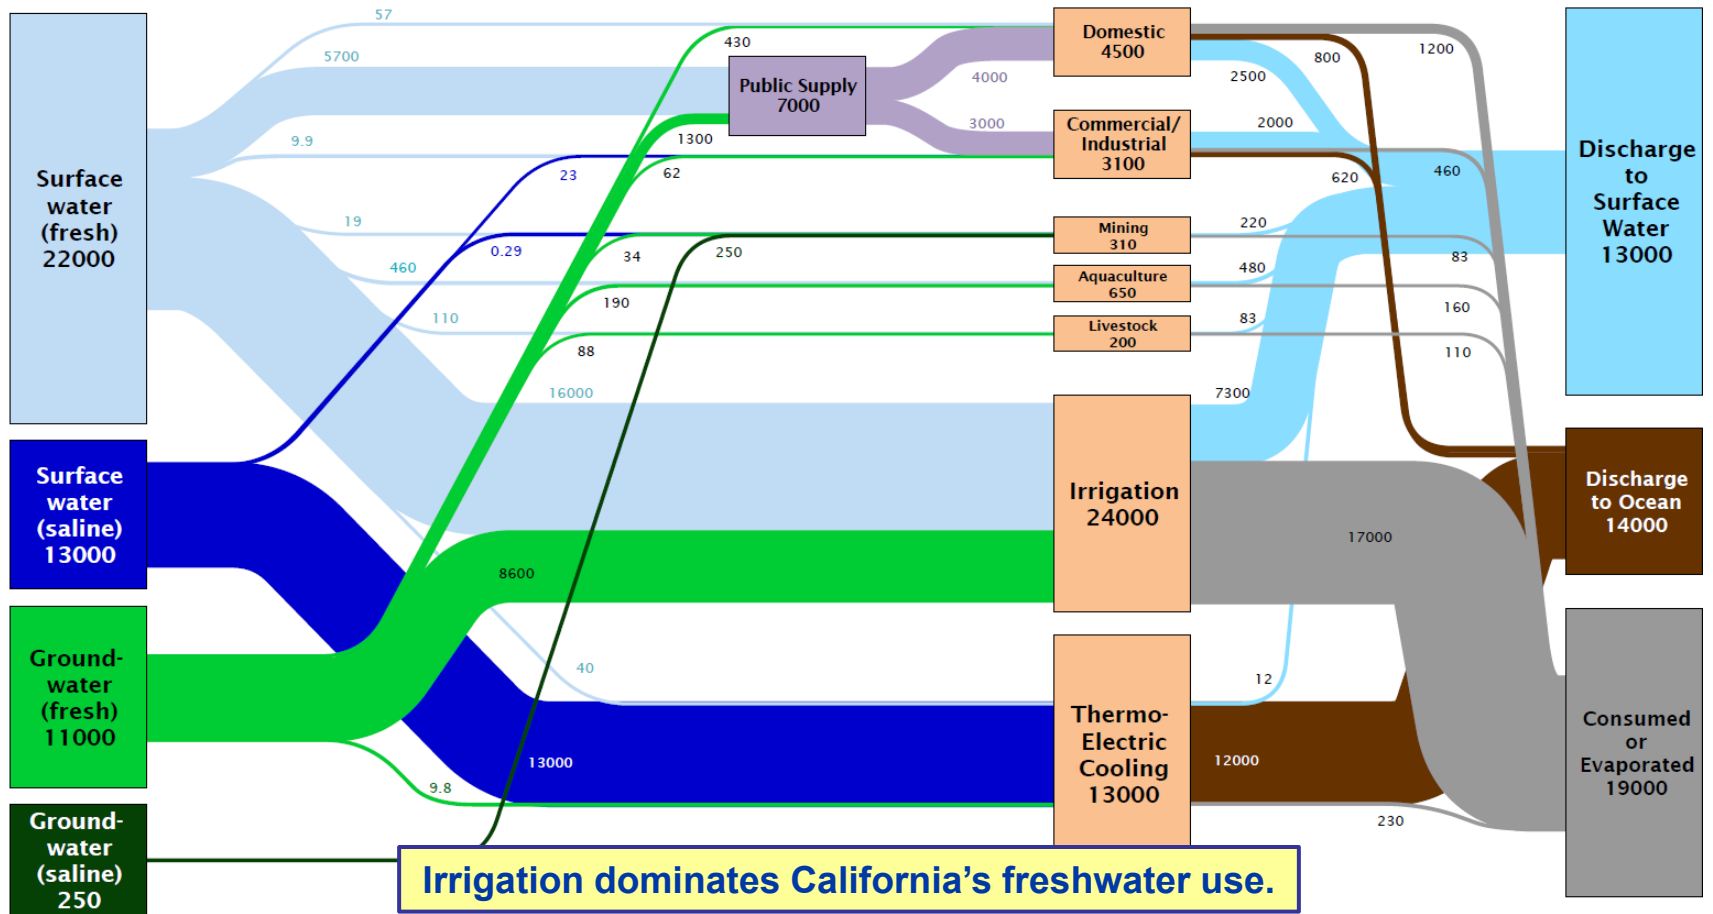 57
430
5700
Public Supply
7000
4000
3000
1300
9.9
23
62
19
0.29
34
250
460
190
110
88
16000
8600
40
13000
9.8
Surface
water
(fresh)
22000
Surface
water
(saline)
13000
Ground-
water
(fresh)
11000
Ground-
water
(saline)
250
Domestic
4500
Commercial/
Industrial
3100
Mining
310
Aquaculture
650
Livestock
200
Irrigation
24000
Thermo-
Electric
Cooling
13000
1200
800
2500
2000
460
620
220
83
480
160
83
110
7300
17000
12
12000
230
Discharge
to
Surface
Water
13000
Discharge
to Ocean
14000
Consumed
or
Evaporated
19000
Irrigation dominates California’s freshwater use.